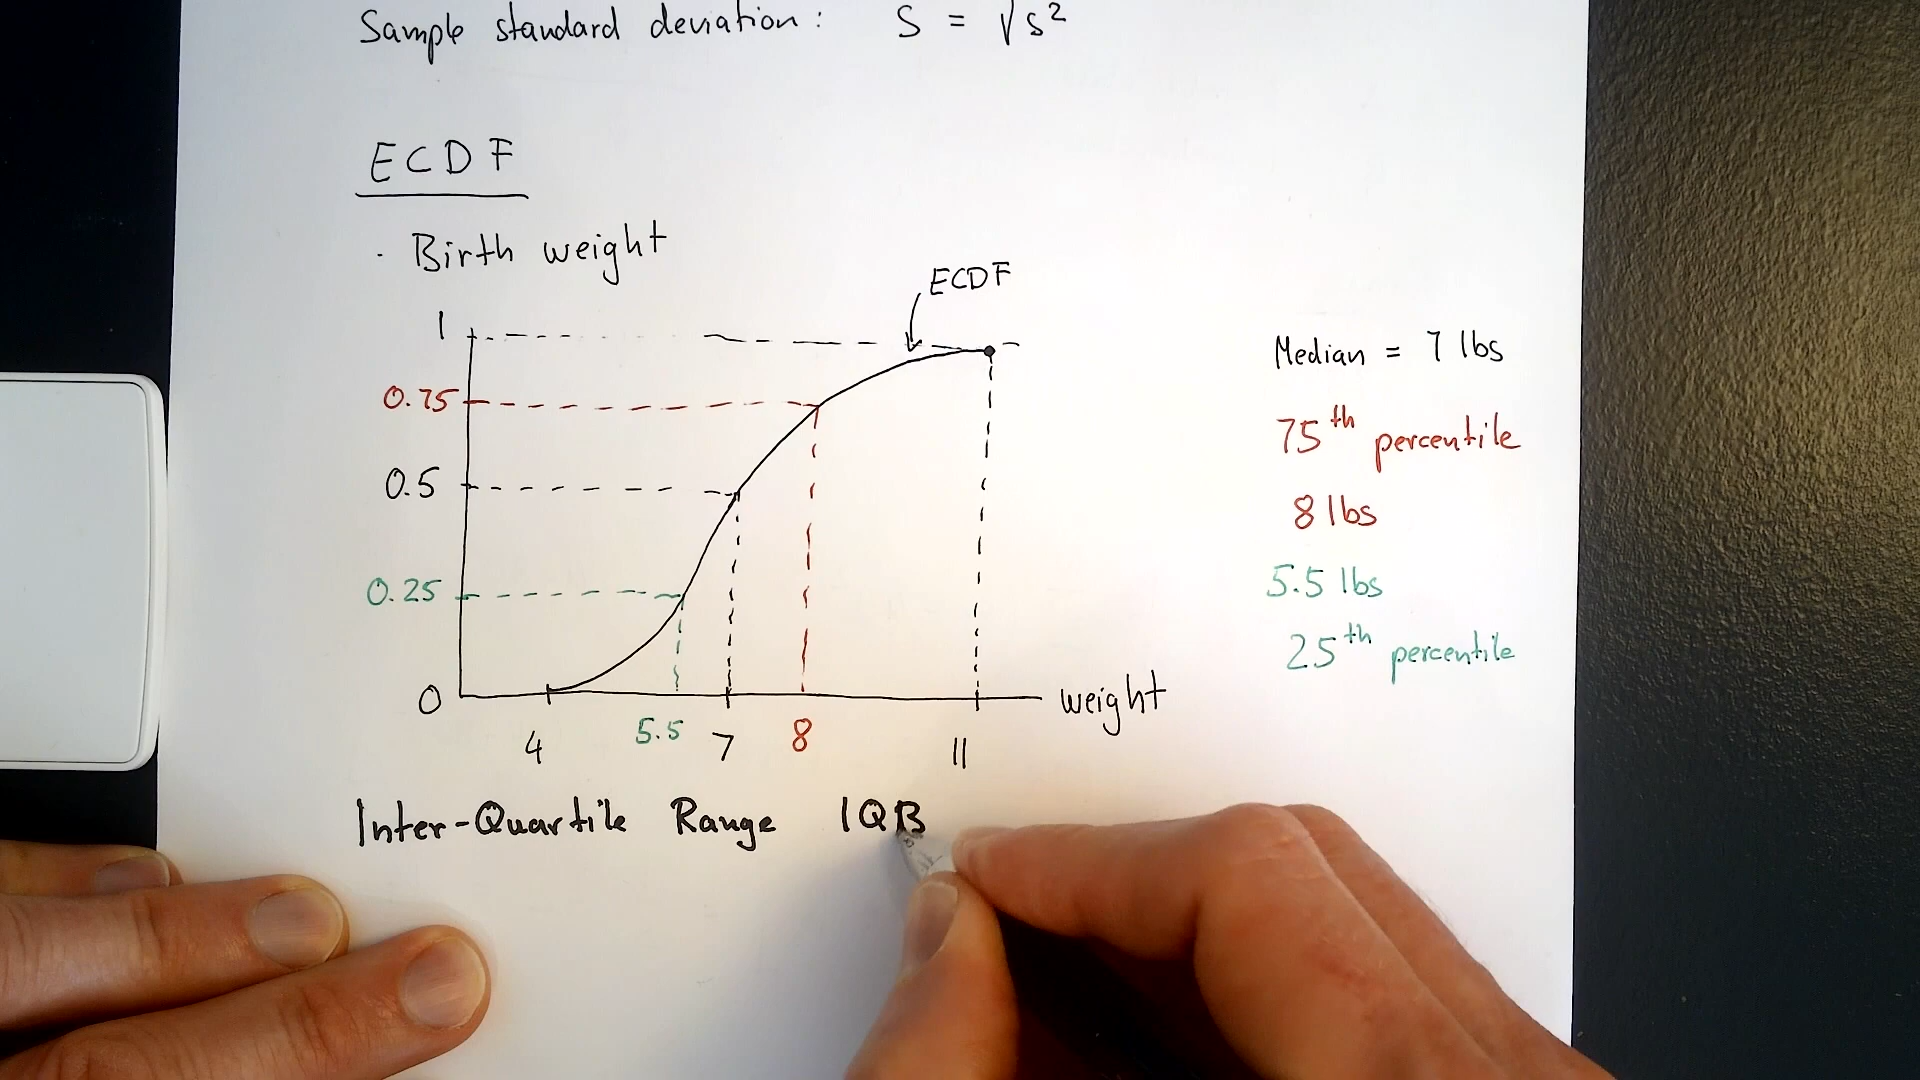 Sample standard deviation: S = √s²
ECDF
· Birth weight
ECDF
1
0.75
0.5
0.25
0
4 5.5 7 8 11
weight
Median = 7 lbs
75th percentile
8 lbs
5.5 lbs
25th percentile
Inter-Quartile Range IQR